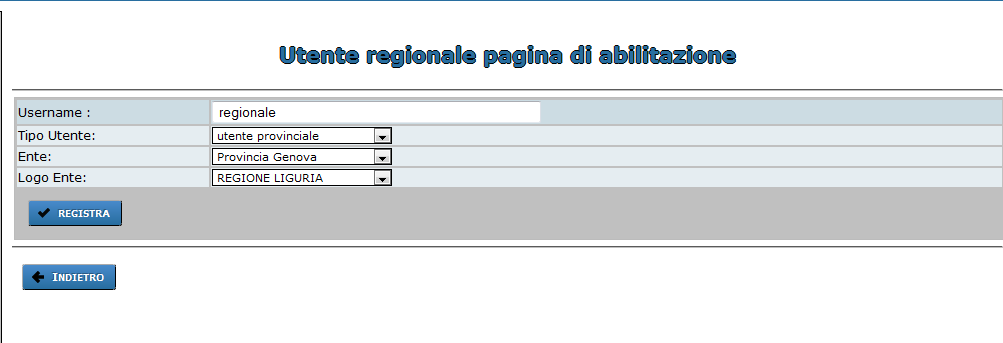 Utente regionale pagina di abilitazione
Username : regionale
Tipo Utente: utente provinciale
Ente: Provincia Genova
Logo Ente: REGIONE LIGURIA
REGISTRA
INDIETRO